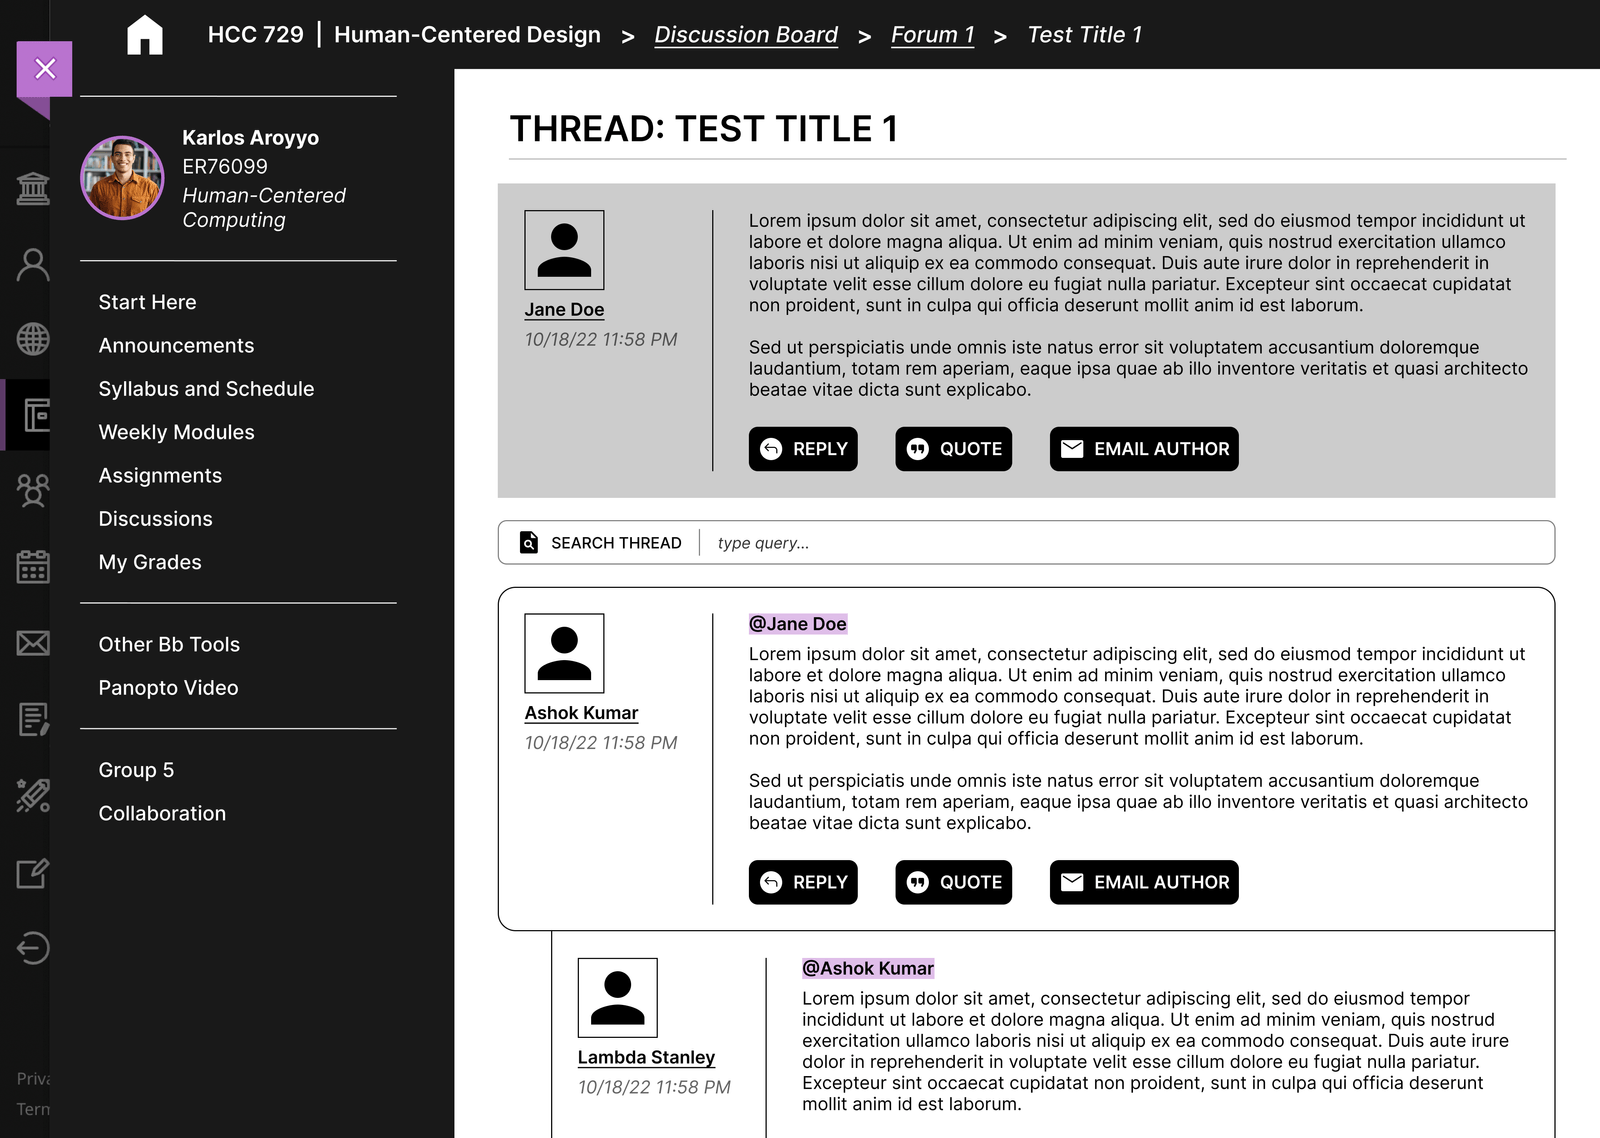 HCC 729 | Human-Centered Design > Discussion Board > Forum 1 > Test Title 1
Karlos Aroyyo
ER76099
Human-Centered
Computing
Start Here
Announcements
Syllabus and Schedule
Weekly Modules
Assignments
Discussions
My Grades
Other Bb Tools
Panopto Video
Group 5
Collaboration
Priva
Term
THREAD: TEST TITLE 1
Jane Doe
10/18/22 11:58 PM
Lorem ipsum dolor sit amet, consectetur adipiscing elit, sed do eiusmod tempor incididunt ut
labore et dolore magna aliqua. Ut enim ad minim veniam, quis nostrud exercitation ullamco
laboris nisi ut aliquip ex ea commodo consequat. Duis aute irure dolor in reprehenderit in
voluptate velit esse cillum dolore eu fugiat nulla pariatur. Excepteur sint occaecat cupidatat
non proident, sunt in culpa qui officia deserunt mollit anim id est laborum.
Sed ut perspiciatis unde omnis iste natus error sit voluptatem accusantium doloremque
laudantium, totam rem aperiam, eaque ipsa quae ab illo inventore veritatis et quasi architecto
beatae vitae dicta sunt explicabo.
REPLY QUOTE EMAIL AUTHOR
SEARCH THREAD type query...
Ashok Kumar
10/18/22 11:58 PM
@Jane Doe
Lorem ipsum dolor sit amet, consectetur adipiscing elit, sed do eiusmod tempor incididunt ut
labore et dolore magna aliqua. Ut enim ad minim veniam, quis nostrud exercitation ullamco
laboris nisi ut aliquip ex ea commodo consequat. Duis aute irure dolor in reprehenderit in
voluptate velit esse cillum dolore eu fugiat nulla pariatur. Excepteur sint occaecat cupidatat
non proident, sunt in culpa qui officia deserunt mollit anim id est laborum.
Sed ut perspiciatis unde omnis iste natus error sit voluptatem accusantium doloremque
laudantium, totam rem aperiam, eaque ipsa quae ab illo inventore veritatis et quasi architecto
beatae vitae dicta sunt explicabo.
REPLY QUOTE EMAIL AUTHOR
Lambda Stanley
10/18/22 11:58 PM
@Ashok Kumar
Lorem ipsum dolor sit amet, consectetur adipiscing elit, sed do eiusmod tempor
incididunt ut labore et dolore magna aliqua. Ut enim ad minim veniam, quis nostrud
exercitation ullamco laboris nisi ut aliquip ex ea commodo consequat. Duis aute irure
dolor in reprehenderit in voluptate velit esse cillum dolore eu fugiat nulla pariatur.
Excepteur sint occaecat cupidatat non proident, sunt in culpa qui officia deserunt
mollit anim id est laborum.